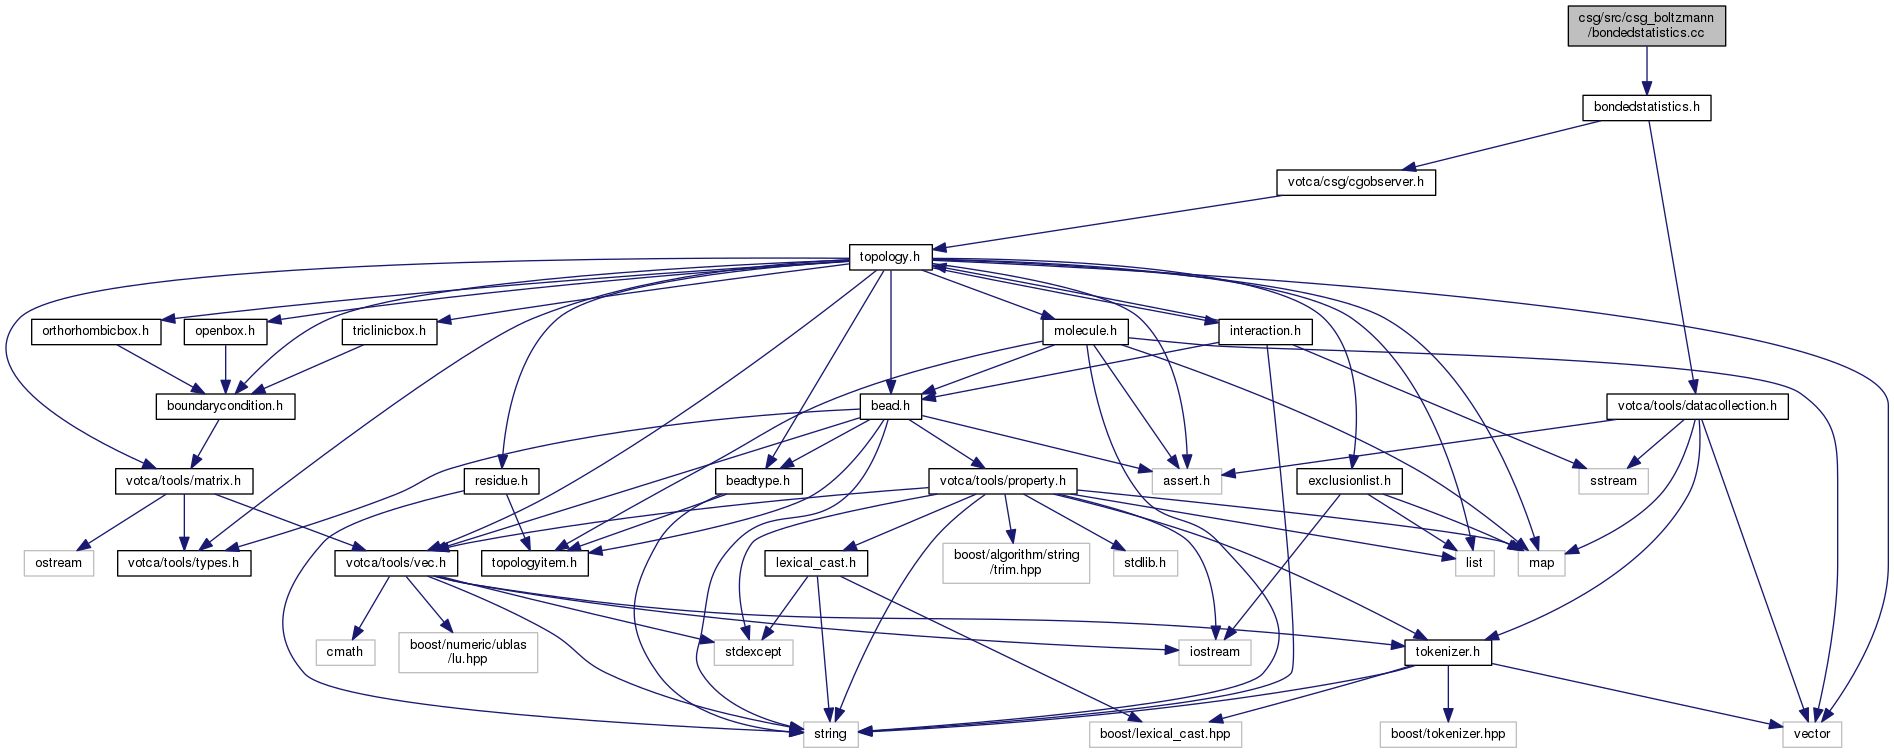 csg/src/csg_boltzmann
/bondedstatistics.cc
bondedstatistics.h
votca/csg/cgobserver.h
topology.h
orthorhombicbox.h
openbox.h
triclinicbox.h
molecule.h
interaction.h
boundarycondition.h
bead.h
votca/tools/datacollection.h
votca/tools/matrix.h
residue.h
beadtype.h
votca/tools/property.h
assert.h
exclusionlist.h
sstream
ostream
votca/tools/types.h
votca/tools/vec.h
topologyitem.h
lexical_cast.h
boost/algorithm/string
/trim.hpp
stdlib.h
list
map
cmath
boost/numeric/ublas
/lu.hpp
stdexcept
iostream
tokenizer.h
string
boost/lexical_cast.hpp
boost/tokenizer.hpp
vector